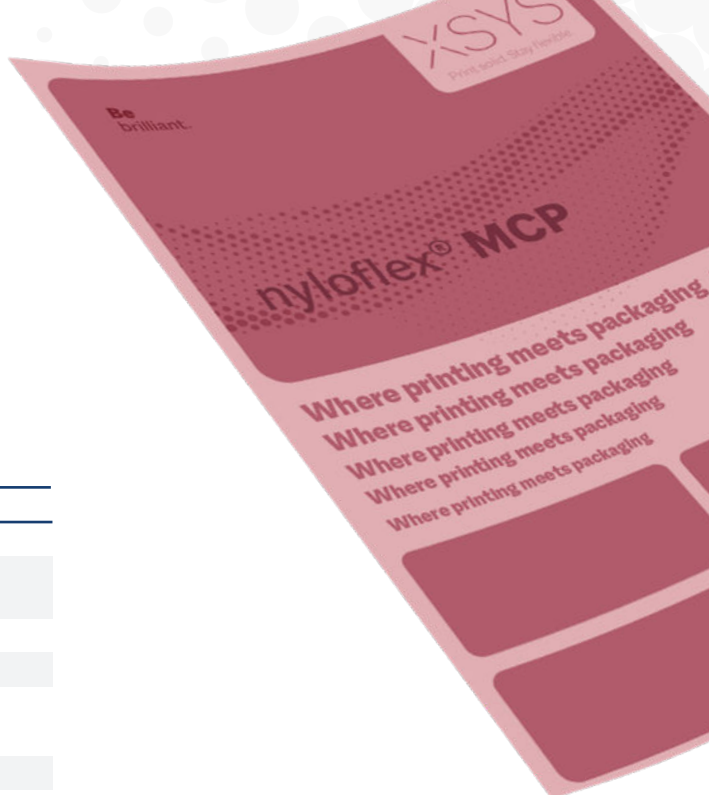 XSYS
Print solid. Stay flexible
Be
brilliant.
nyloflex® MCP
Where printing meets packaging
Where printing meets packaging
Where printing meets packaging
Where printing meets packaging
Where printing meets packaging